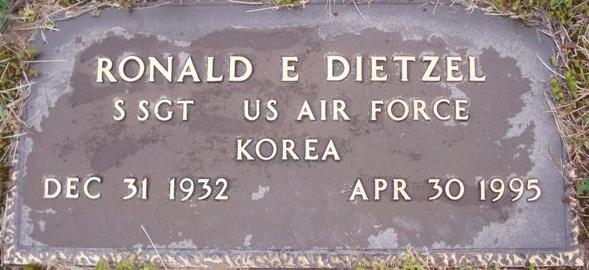 RONALD E DIETZEL
S SGT US AIR FORCE
KOREA
DEC 31 1932 APR 30 1995